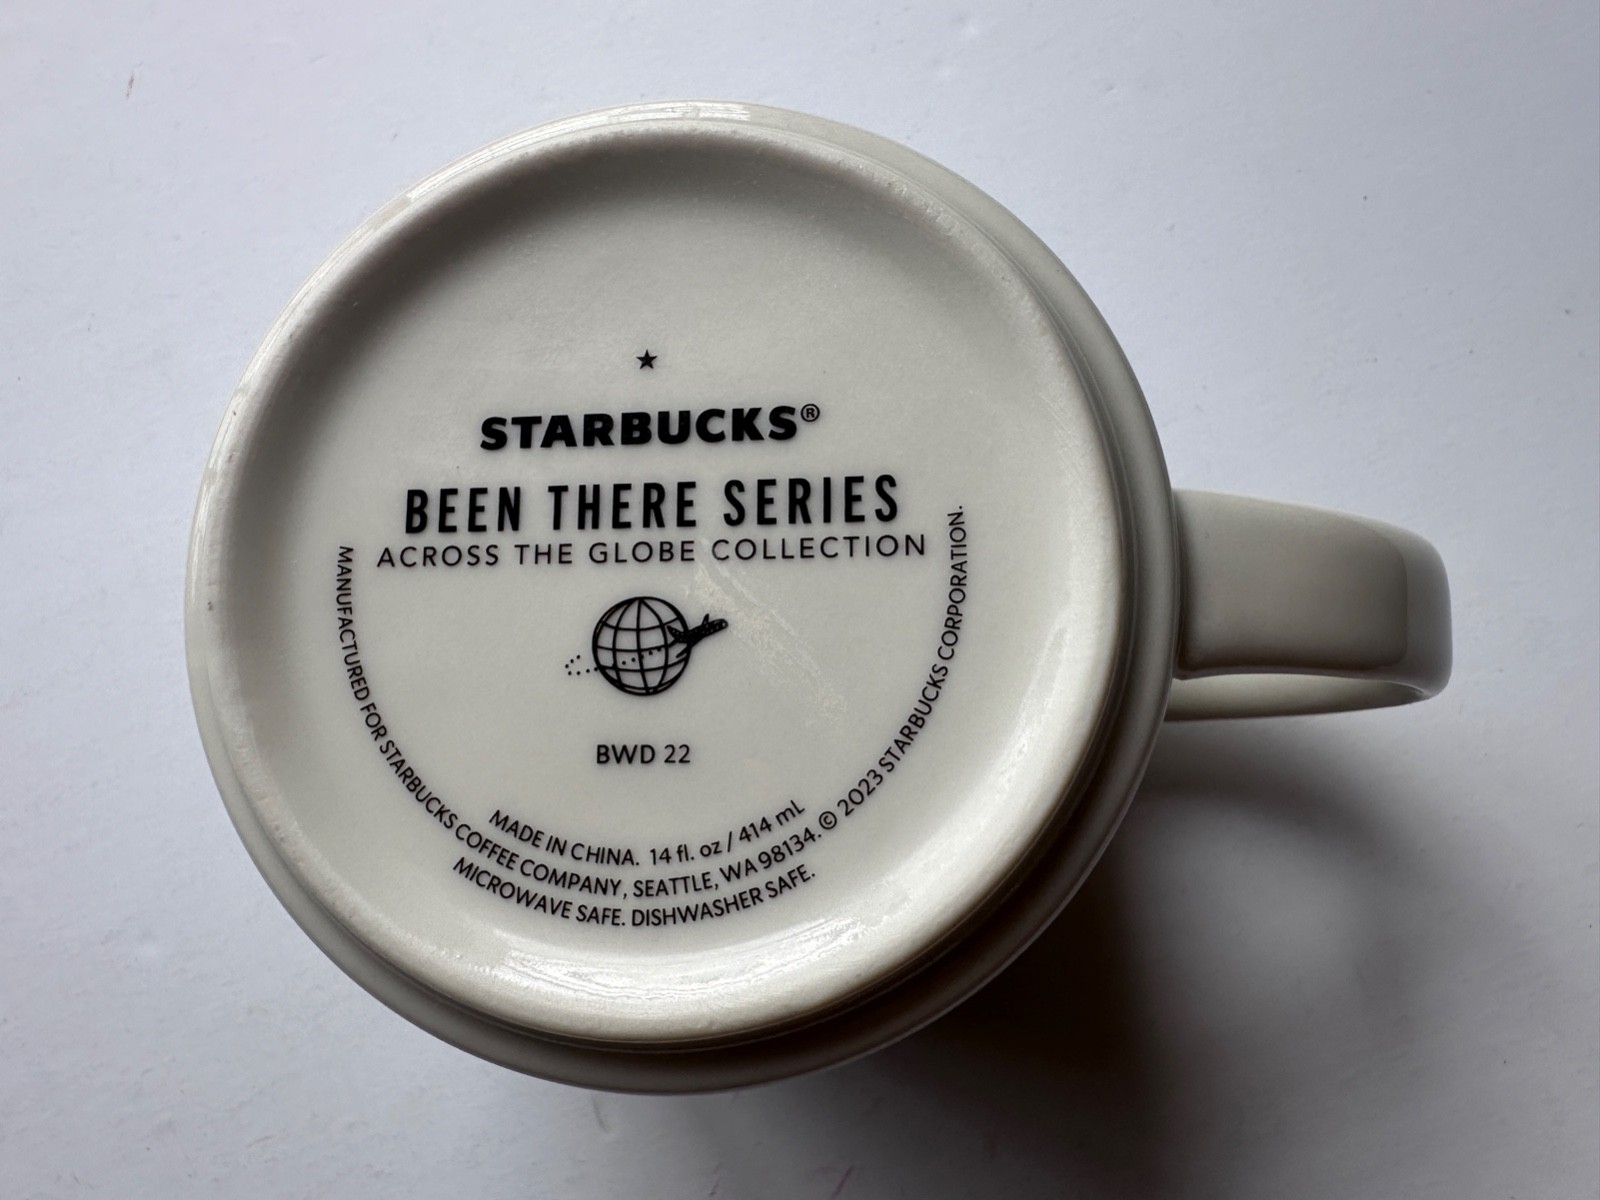 STARBUCKS®
BEEN THERE SERIES
ACROSS THE GLOBE COLLECTION
BWD 22
MADE IN CHINA. 14 fl. oz / 414 mL
MANUFACTURED FOR STARBUCKS COFFEE COMPANY, SEATTLE, WA 98134. © 2023 STARBUCKS CORPORATION.
MICROWAVE SAFE. DISHWASHER SAFE.